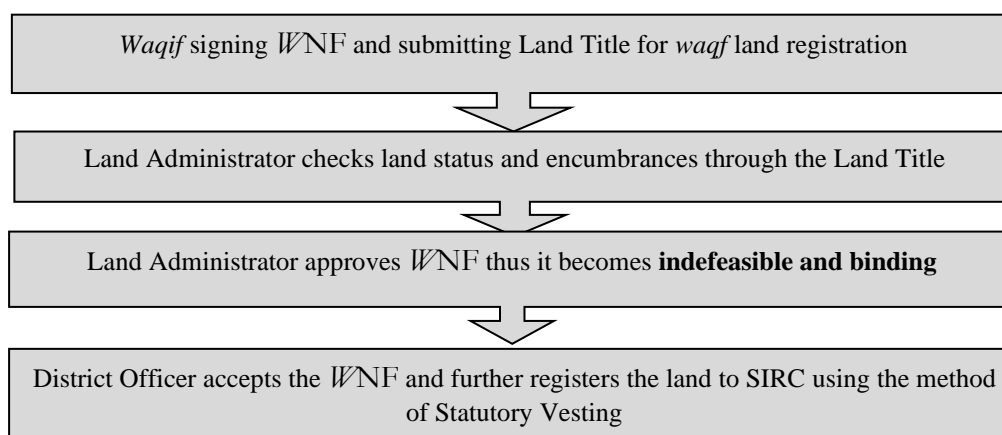 Waqif signing WNF and submitting Land Title for waqf land registration
Land Administrator checks land status and encumbrances through the Land Title
Land Administrator approves WNF thus it becomes indefeasible and binding
District Officer accepts the WNF and further registers the land to SIRC using the method
of Statutory Vesting